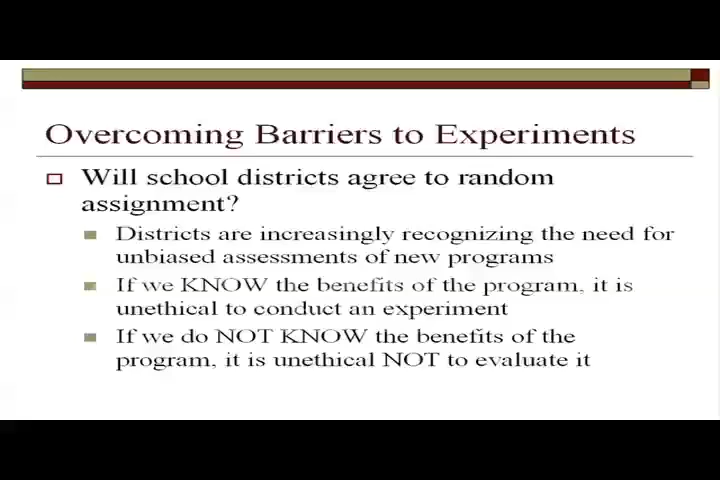 Overcoming Barriers to Experiments
Will school districts agree to random
assignment?
Districts are increasingly recognizing the need for
unbiased assessments of new programs
If we KNOW the benefits of the program, it is
unethical to conduct an experiment
If we do NOT KNOW the benefits of the
program, it is unethical NOT to evaluate it